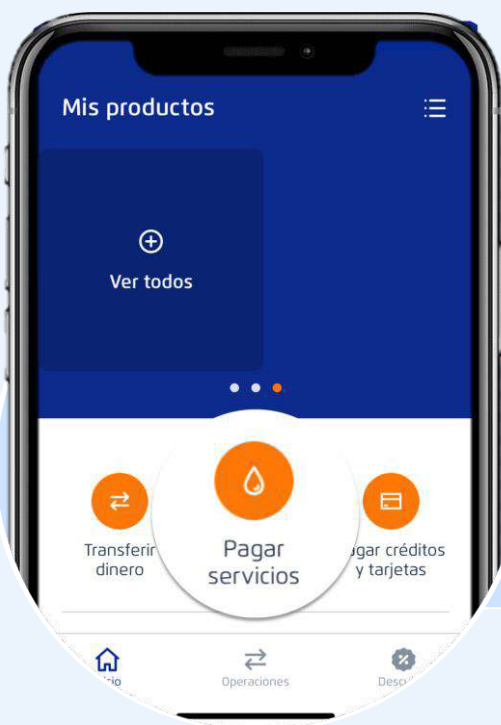 Mis productos
Ver todos
Transferir
dinero
Pagar
servicios
gar créditos
y tarjetas
Operaciones